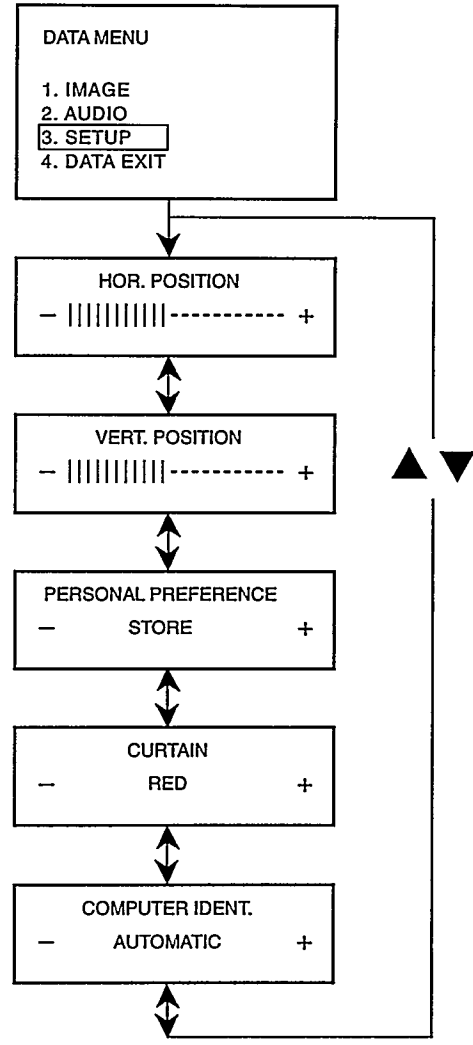 DATA MENU
1. IMAGE
2. AUDIO
3. SETUP
4. DATA EXIT
HOR. POSITION
− |||||||||||------------ +
VERT. POSITION
− |||||||||||------------ +
PERSONAL PREFERENCE
− STORE +
CURTAIN
− RED +
COMPUTER IDENT.
− AUTOMATIC +